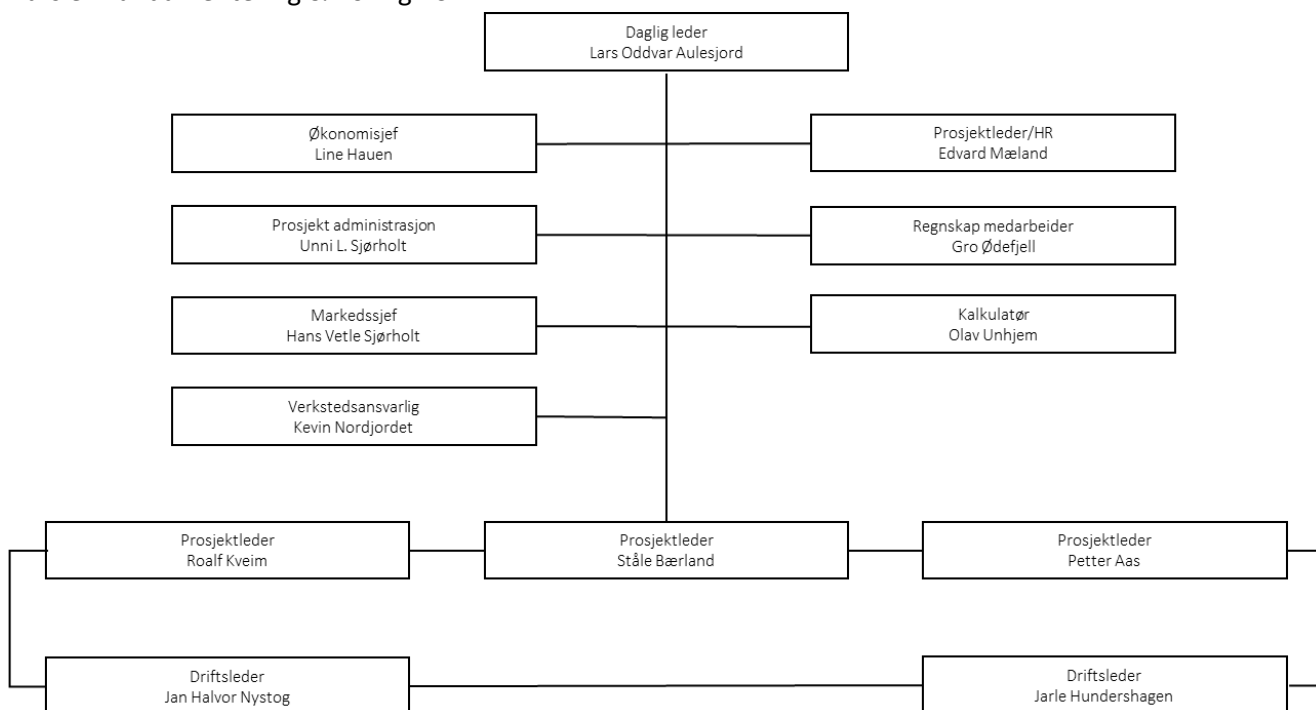 Daglig leder
Lars Oddvar Aulesjord
Økonomisjef
Line Hauen
Prosjektleder/HR
Edvard Mæland
Prosjekt administrasjon
Unni L. Sjørholt
Regnskap medarbeider
Gro Ødefjell
Markedssjef
Hans Vetle Sjørholt
Kalkulatør
Olav Unhjem
Verkstedsansvarlig
Kevin Nordjordet
Prosjektleder
Roalf Kveim
Prosjektleder
Ståle Bærland
Prosjektleder
Petter Aas
Driftsleder
Jan Halvor Nystog
Driftsleder
Jarle Hundershagen